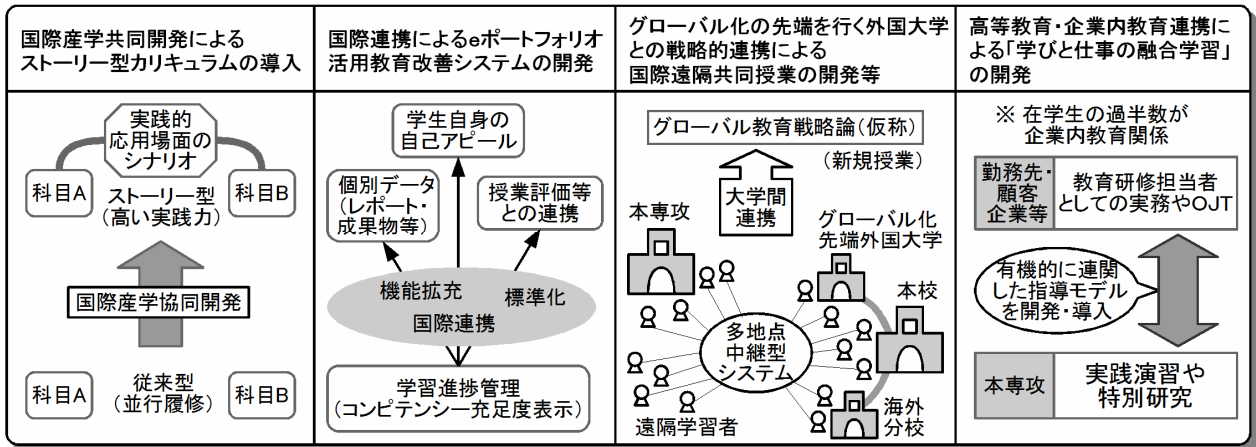 国際産学共同開発による
ストーリー型カリキュラムの導入
実践的
応用場面の
シナリオ
科目A
科目B
ストーリー型
(高い実践力)
国際産学協同開発
科目A
従来型
(並行履修)
科目B
国際連携によるeポートフォリオ
活用教育改善システムの開発
学生自身の
自己アピール
個別データ
(レポート・
成果物等)
授業評価等
との連携
機能拡充
標準化
国際連携
学習進捗管理
(コンピテンシー充足度表示)
グローバル化の先端を行く外国大学
との戦略的連携による
国際遠隔共同授業の開発等
グローバル教育戦略論(仮称)
(新規授業)
大学間
連携
本専攻
グローバル化
先端外国大学
本校
多地点
中継型
システム
遠隔学習者
海外
分校
高等教育・企業内教育連携に
よる「学びと仕事の融合学習」
の開発
※ 在学生の過半数が
企業内教育関係
勤務先・
顧客
企業等
教育研修担当者
としての実務やOJT
有機的に連関
した指導モデル
を開発・導入
本専攻
実践演習や
特別研究